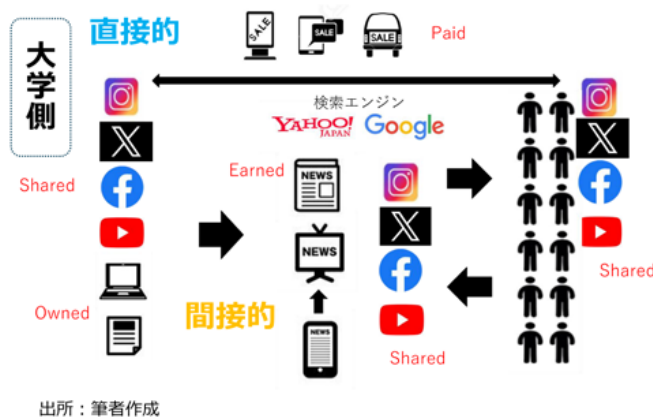 直接的
SALE
SALE
SALE
Paid
大学側
検索エンジン
YAHOO!
JAPAN
Google
Earned
NEWS
Shared
NEWS
Shared
間接的
Owned
NEWS
Shared
出所：筆者作成